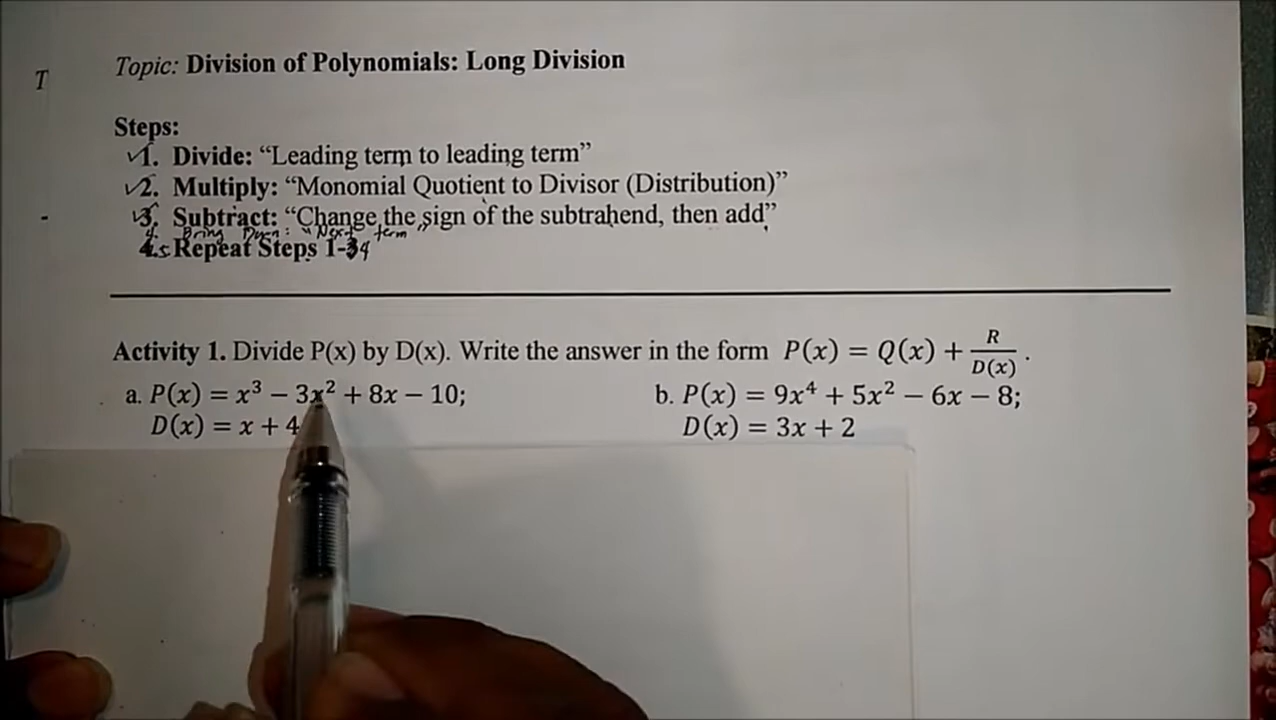 T
Topic: Division of Polynomials: Long Division
Steps:
1. Divide: “Leading term to leading term”
2. Multiply: “Monomial Quotient to Divisor (Distribution)”
3. Subtract: “Change the sign of the subtrahend, then add”
4. Bring Down: "Next term"
5 Repeat Steps 1-4
Activity 1. Divide P(x) by D(x). Write the answer in the form P(x) = Q(x) + R/D(x) .
a. P(x) = x³ − 3x² + 8x − 10;
D(x) = x + 4
b. P(x) = 9x⁴ + 5x² − 6x − 8;
D(x) = 3x + 2